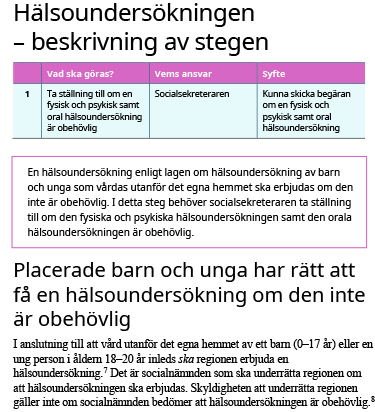 Hälsoundersökningen
– beskrivning av stegen
Vad ska göras? Vems ansvar Syfte
1 Ta ställning till om en Socialsekreteraren Kunna skicka begäran
fysisk och psykisk samt om en fysisk och
oral hälsoundersökning psykisk samt oral
är obehövlig hälsoundersökning
En hälsoundersökning enligt lagen om hälsoundersökning av barn
och unga som vårdas utanför det egna hemmet ska erbjudas om den
inte är obehövlig. I detta steg behöver socialsekreteraren ta ställning
till om den fysiska och psykiska hälsoundersökningen samt den orala
hälsoundersökningen är obehövlig.
Placerade barn och unga har rätt att
få en hälsoundersökning om den inte
är obehövlig
I anslutning till att vård utanför det egna hemmet av ett barn (0–17 år) eller en
ung person i åldern 18–20 år inleds ska regionen erbjuda en
hälsoundersökning.7 Det är socialnämnden som ska underrätta regionen om
att hälsoundersökningen ska erbjudas. Skyldigheten att underrätta regionen
gäller inte om socialnämnden bedömer att hälsoundersökningen är obehövlig.8